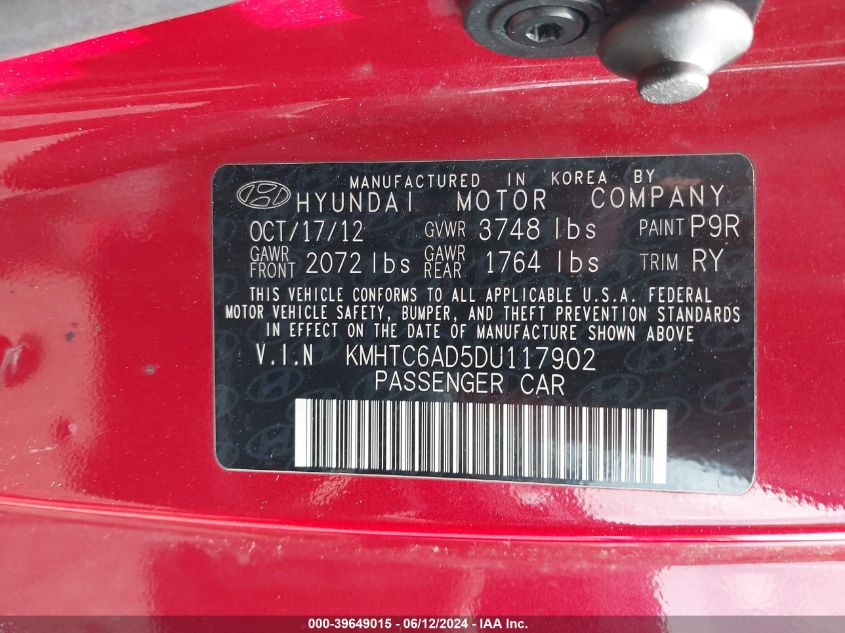 MANUFACTURED IN KOREA BY
HYUNDAI MOTOR COMPANY
OCT/17/12 GVWR 3748 lbs PAINT P9R
GAWR FRONT 2072 lbs GAWR REAR 1764 lbs TRIM RY
THIS VEHICLE CONFORMS TO ALL APPLICABLE U.S.A. FEDERAL
MOTOR VEHICLE SAFETY, BUMPER, AND THEFT PREVENTION STANDARDS
IN EFFECT ON THE DATE OF MANUFACTURE SHOWN ABOVE
V.I.N KMHTC6AD5DU117902
PASSENGER CAR
000-39649015 - 06/12/2024 - IAA, Inc.